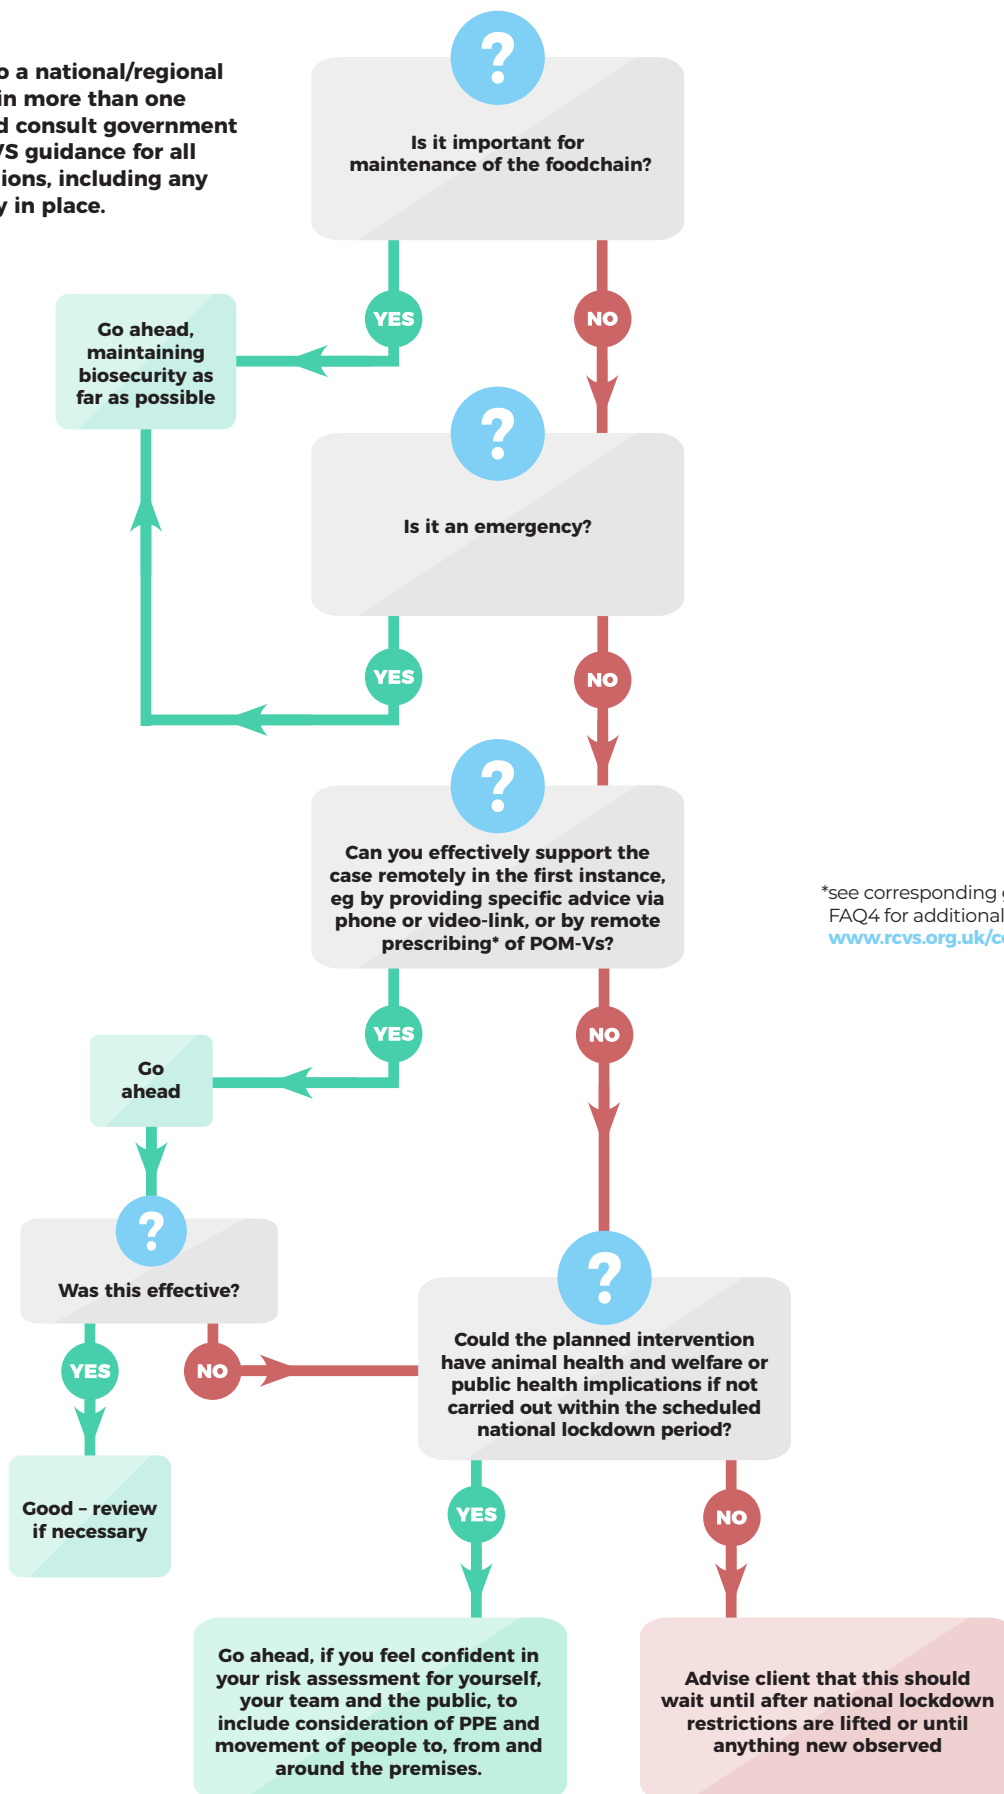 o a national/regional
in more than one
d consult government
VS guidance for all
ions, including any
y in place.
?
Is it important for
maintenance of the foodchain?
YES
NO
Go ahead,
maintaining
biosecurity as
far as possible
?
Is it an emergency?
YES
NO
?
Can you effectively support the
case remotely in the first instance,
eg by providing specific advice via
phone or video-link, or by remote
prescribing* of POM-Vs?
*see corresponding
FAQ4 for additional
www.rcvs.org.uk/c
YES
NO
Go
ahead
?
Was this effective?
YES
NO
?
Could the planned intervention
have animal health and welfare or
public health implications if not
carried out within the scheduled
national lockdown period?
Good – review
if necessary
YES
NO
Go ahead, if you feel confident in
your risk assessment for yourself,
your team and the public, to
include consideration of PPE and
movement of people to, from and
around the premises.
Advise client that this should
wait until after national lockdown
restrictions are lifted or until
anything new observed